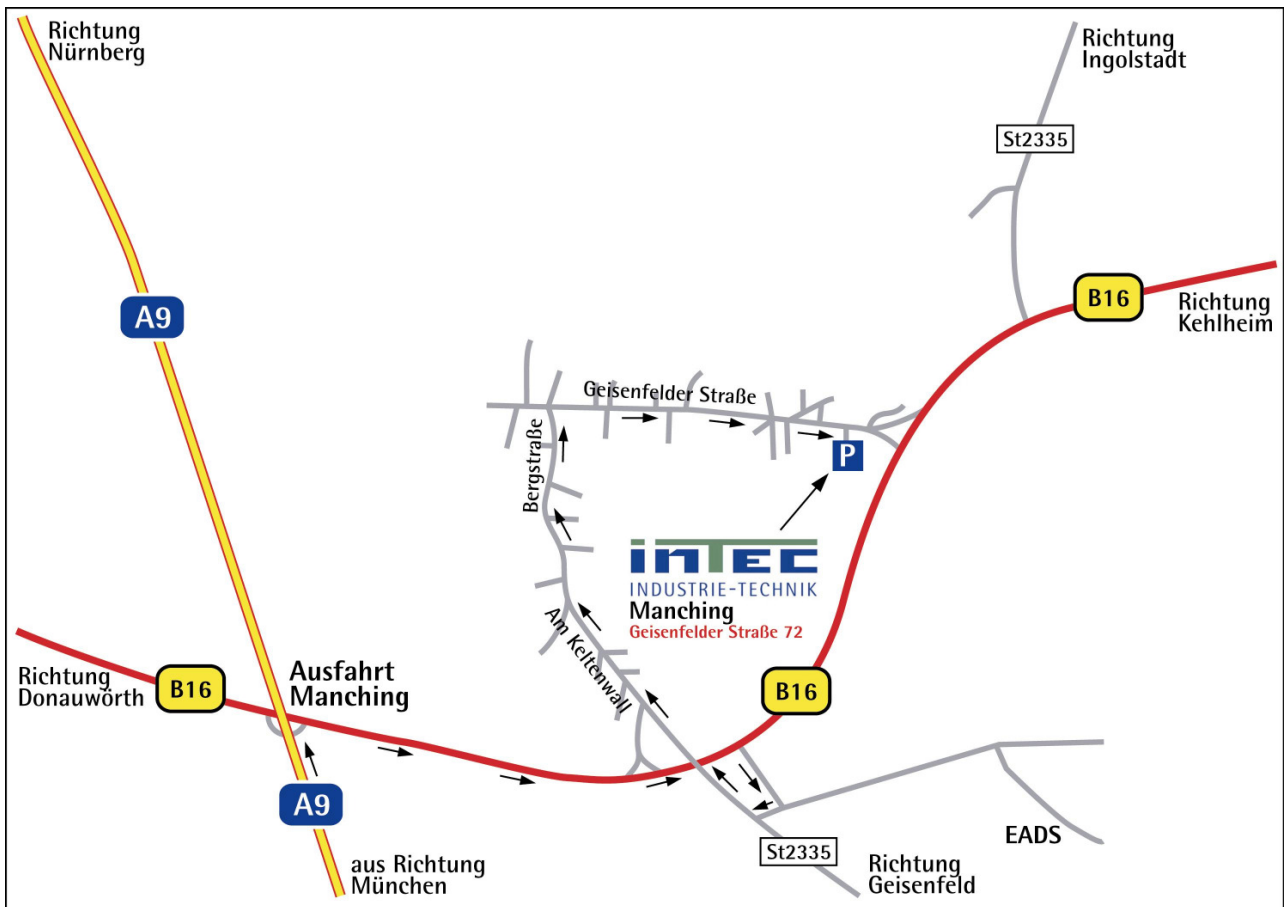 Richtung
Nürnberg
Richtung
Ingolstadt
St2335
A9
B16
Richtung
Kehlheim
Geisenfelder Straße
Bergstraße
P
inTEC
INDUSTRIE-TECHNIK
Manching
Geisenfelder Straße 72
Am Keltenwall
Richtung
Donauwörth
B16
Ausfahrt
Manching
B16
A9
EADS
St2335
aus Richtung
München
Richtung
Geisenfeld